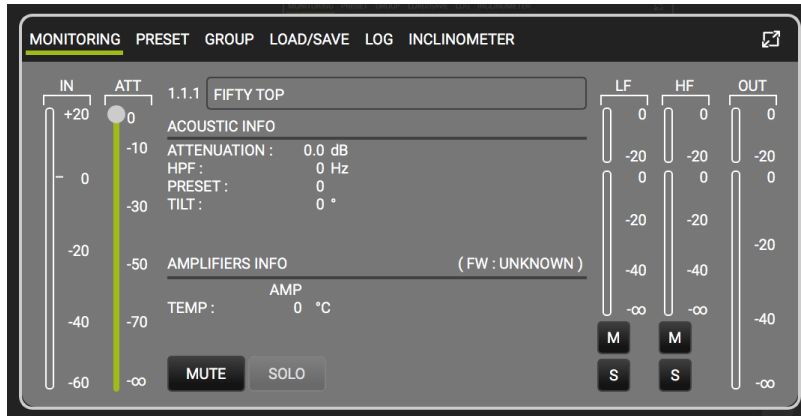 MONITORING PRESET GROUP LOAD/SAVE LOG INCLINOMETER
IN ATT LF HF OUT
1.1.1 FIFTY TOP
+20 0 0 0 0
ACOUSTIC INFO
-10 ATTENUATION : 0.0 dB -20 -20 -20
HPF : 0 Hz
0 PRESET : 0 0 0 0
-30 TILT : 0 °
-20 -20
-20 -20
-50 AMPLIFIERS INFO ( FW : UNKNOWN ) -40 -40
AMP
TEMP : 0 °C -∞ -∞
-40 -70 -40
M M
MUTE SOLO S S
-60 -∞ -∞